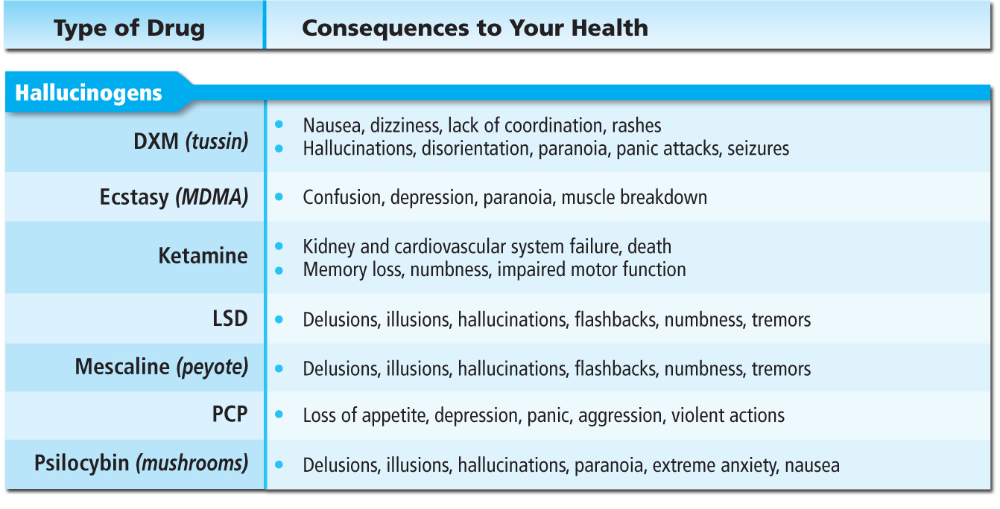 Type of Drug
Consequences to Your Health
Hallucinogens
DXM (tussin)
• Nausea, dizziness, lack of coordination, rashes
• Hallucinations, disorientation, paranoia, panic attacks, seizures
Ecstasy (MDMA)
• Confusion, depression, paranoia, muscle breakdown
Ketamine
• Kidney and cardiovascular system failure, death
• Memory loss, numbness, impaired motor function
LSD
• Delusions, illusions, hallucinations, flashbacks, numbness, tremors
Mescaline (peyote)
• Delusions, illusions, hallucinations, flashbacks, numbness, tremors
PCP
• Loss of appetite, depression, panic, aggression, violent actions
Psilocybin (mushrooms)
• Delusions, illusions, hallucinations, paranoia, extreme anxiety, nausea